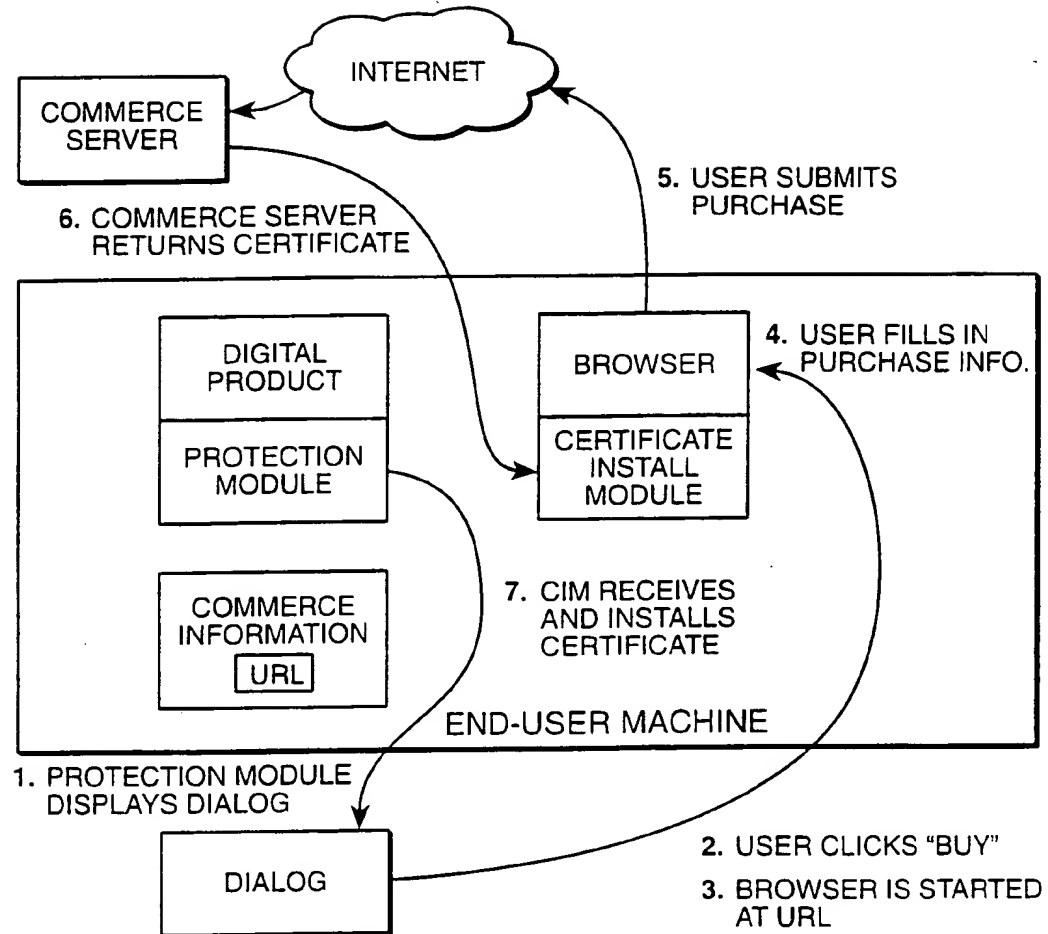 INTERNET
COMMERCE
SERVER
5. USER SUBMITS
PURCHASE
6. COMMERCE SERVER
RETURNS CERTIFICATE
DIGITAL
PRODUCT
PROTECTION
MODULE
BROWSER
CERTIFICATE
INSTALL
MODULE
4. USER FILLS IN
PURCHASE INFO.
COMMERCE
INFORMATION
URL
7. CIM RECEIVES
AND INSTALLS
CERTIFICATE
END-USER MACHINE
1. PROTECTION MODULE
DISPLAYS DIALOG
DIALOG
2. USER CLICKS “BUY”
3. BROWSER IS STARTED
AT URL